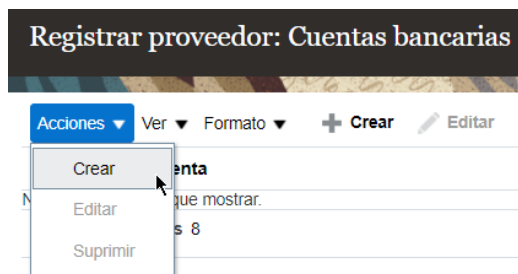 Registrar proveedor: Cuentas bancarias
Acciones Ver Formato Crear Editar
Crear
enta
que mostrar.
Editar
s 8
Suprimir